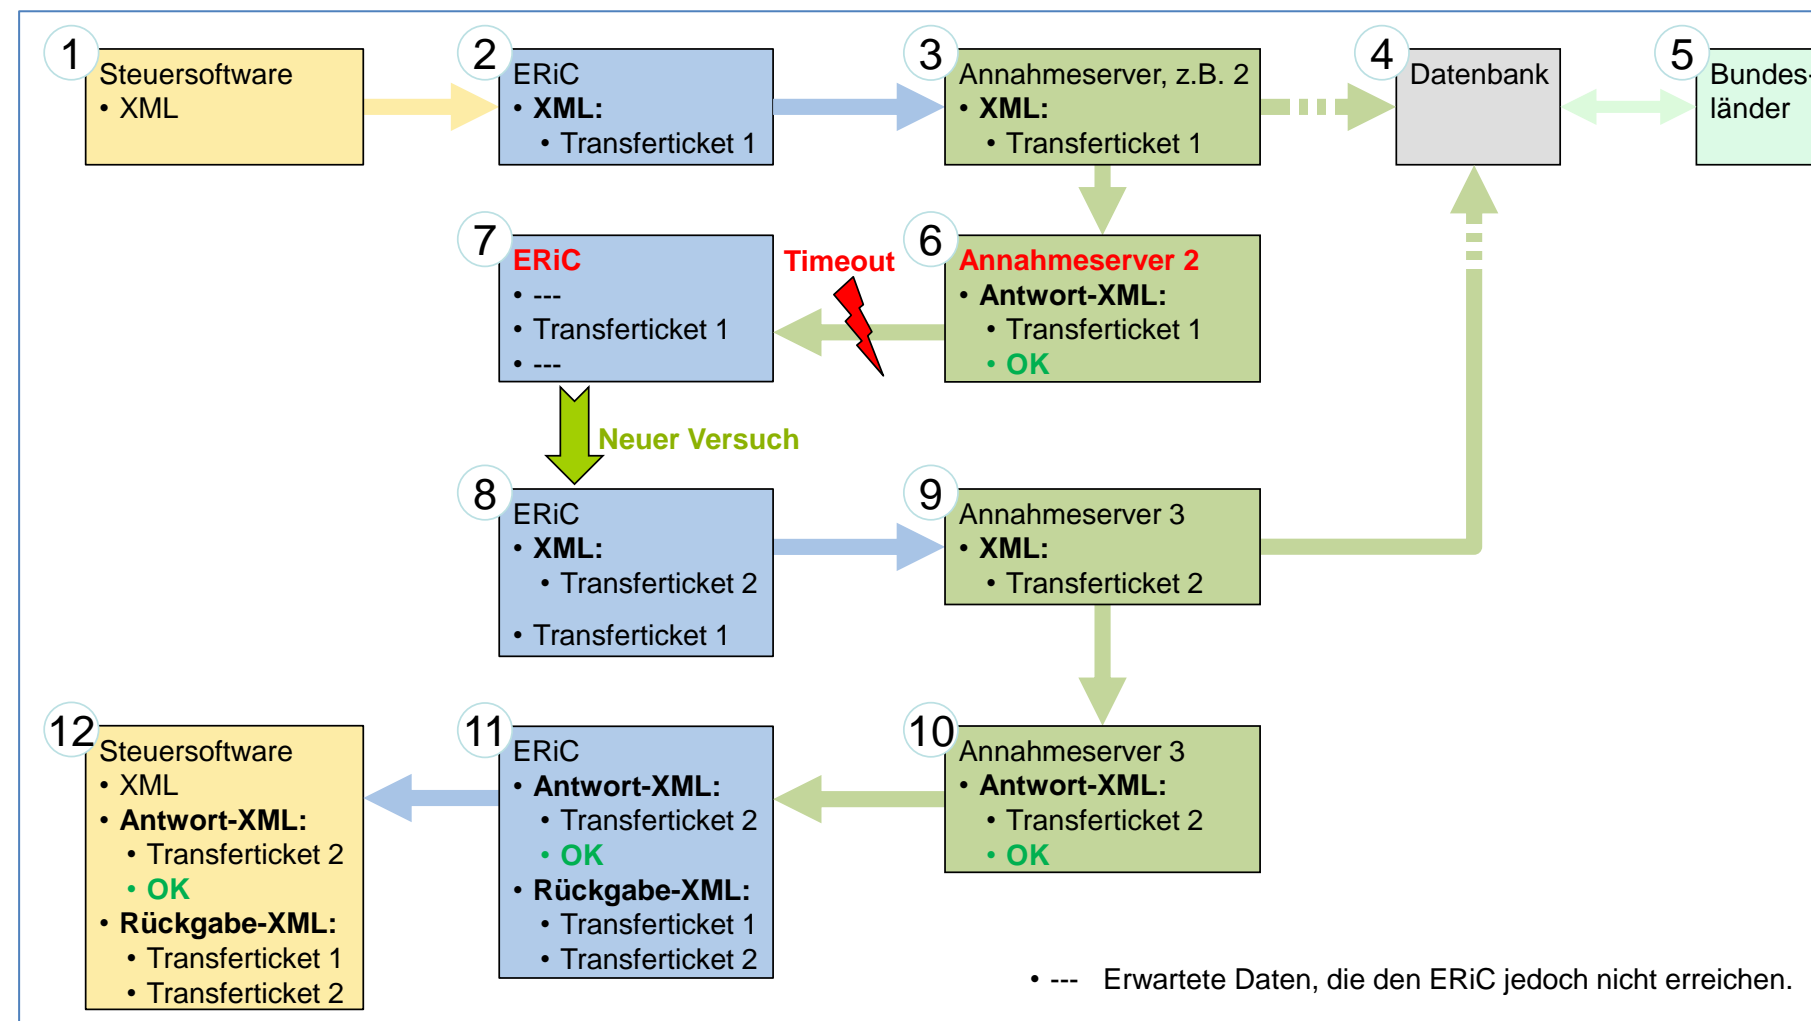 1
Steuersoftware
• XML
2
ERiC
• XML:
• Transferticket 1
3
Annahmeserver, z.B. 2
• XML:
• Transferticket 1
4
Datenbank
5
Bundes-
länder
7
ERiC
• ---
• Transferticket 1
• ---
Timeout
6
Annahmeserver 2
• Antwort-XML:
• Transferticket 1
• OK
Neuer Versuch
8
ERiC
• XML:
• Transferticket 2
• Transferticket 1
9
Annahmeserver 3
• XML:
• Transferticket 2
12
Steuersoftware
• XML
• Antwort-XML:
• Transferticket 2
• OK
• Rückgabe-XML:
• Transferticket 1
• Transferticket 2
11
ERiC
• Antwort-XML:
• Transferticket 2
• OK
• Rückgabe-XML:
• Transferticket 1
• Transferticket 2
10
Annahmeserver 3
• Antwort-XML:
• Transferticket 2
• OK
• --- Erwartete Daten, die den ERiC jedoch nicht erreichen.